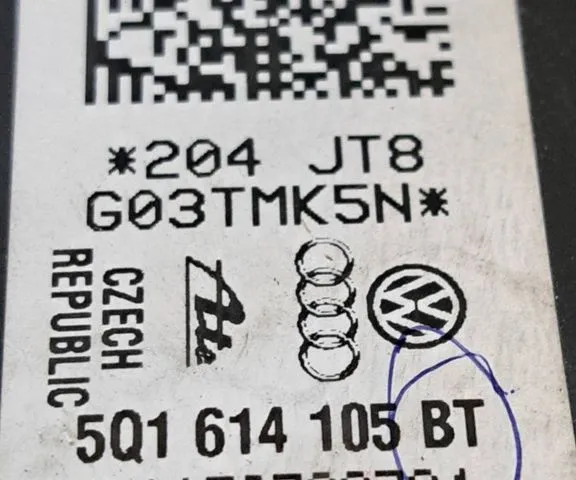 *204 JT8
G03TMK5N*
CZECH
REPUBLIC
Ate
5Q1 614 105 BT